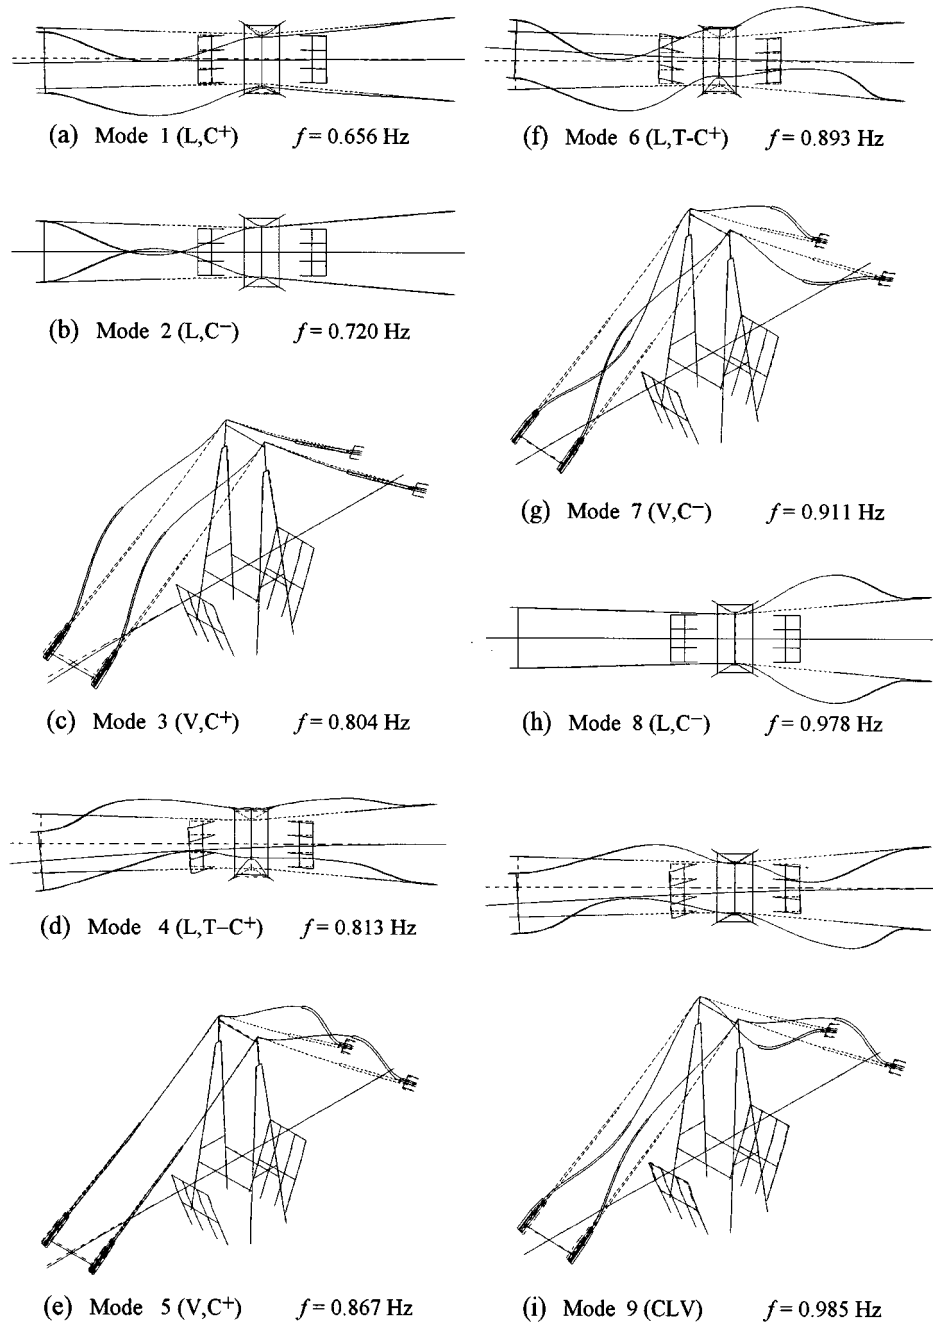 (a) Mode 1 (L,C⁺) f = 0.656 Hz
(b) Mode 2 (L,C⁻) f = 0.720 Hz
(c) Mode 3 (V,C⁺) f = 0.804 Hz
(d) Mode 4 (L,T–C⁺) f = 0.813 Hz
(e) Mode 5 (V,C⁺) f = 0.867 Hz
(f) Mode 6 (L,T-C⁺) f = 0.893 Hz
(g) Mode 7 (V,C⁻) f = 0.911 Hz
(h) Mode 8 (L,C⁻) f = 0.978 Hz
(i) Mode 9 (CLV) f = 0.985 Hz